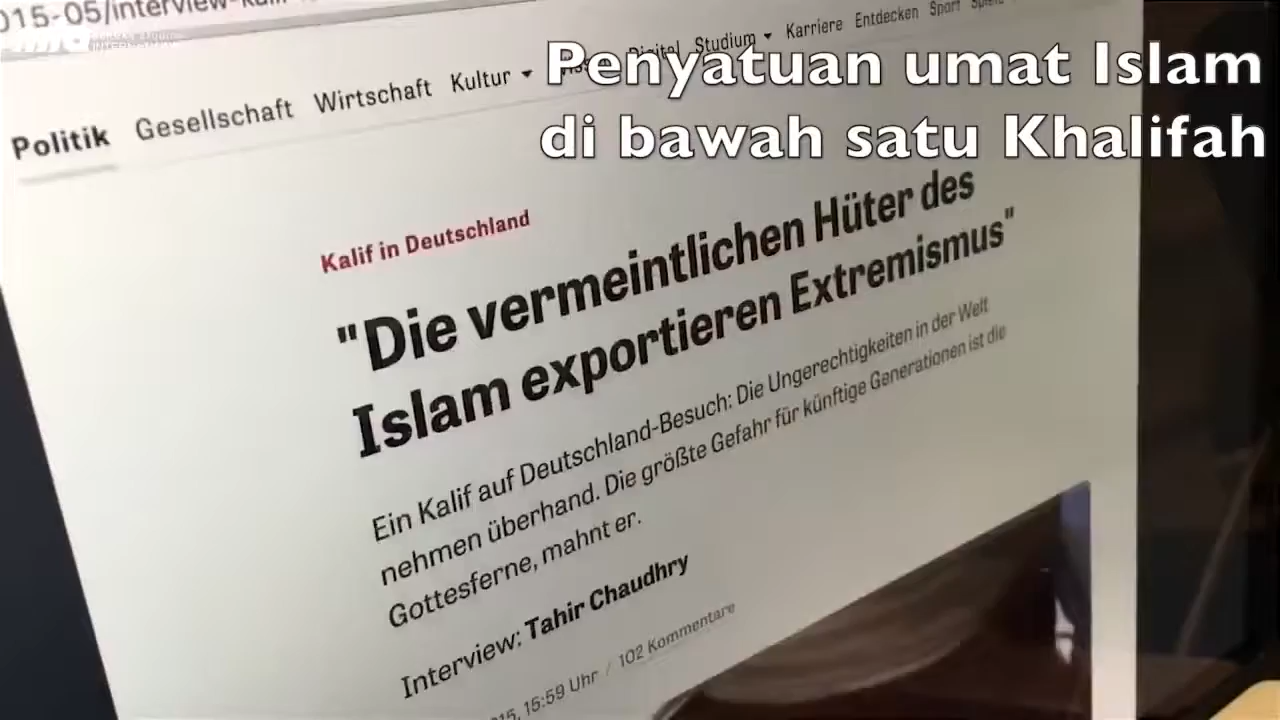 015-05/interview-kalif
Politik Gesellschaft Wirtschaft Kultur Digital Studium Karriere Entdecken Sport
Penyatuan umat Islam
di bawah satu Khalifah
Kalif in Deutschland
"Die vermeintlichen Hüter des
Islam exportieren Extremismus"
Ein Kalif auf Deutschland-Besuch: Die Ungerechtigkeiten in der Welt
nehmen überhand. Die größte Gefahr für künftige Generationen ist die
Gottesferne, mahnt er.
Interview: Tahir Chaudhry
15, 15:59 Uhr / 102 Kommentare